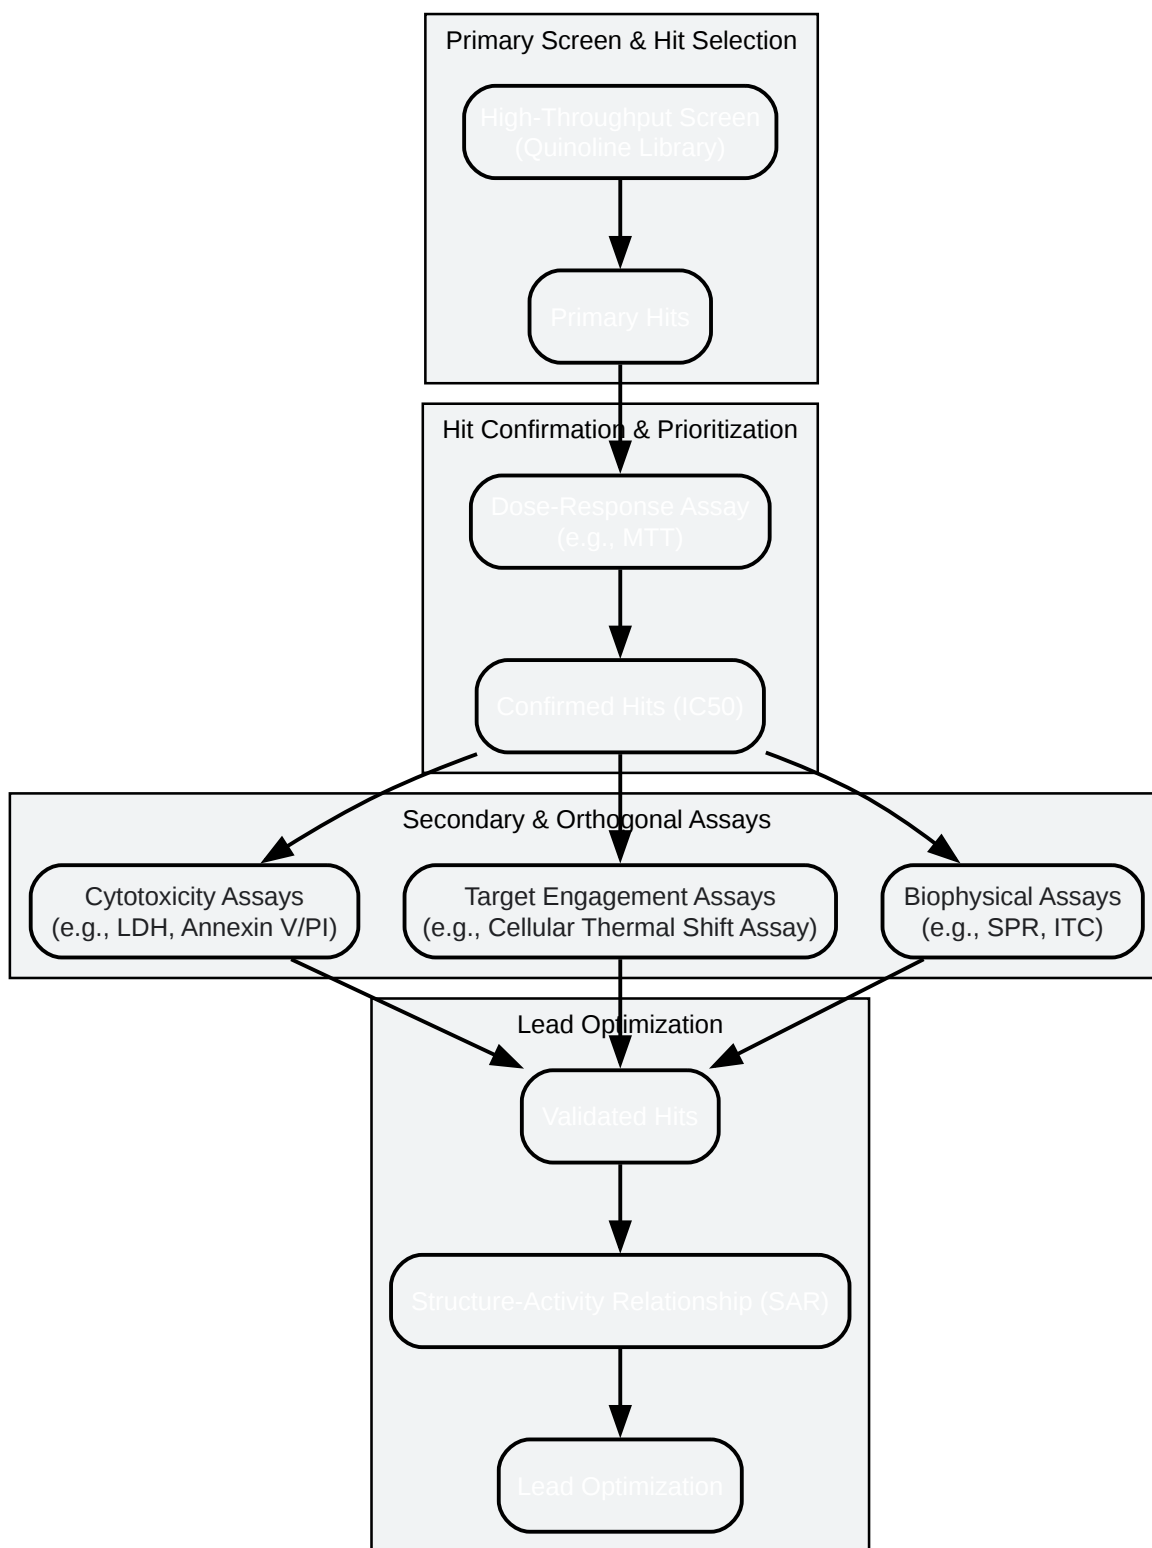 Primary Screen & Hit Selection
High-Throughput Screen
(Quinoline Library)
Primary Hits
Hit Confirmation & Prioritization
Dose-Response Assay
(e.g., MTT)
Confirmed Hits (IC50)
Secondary & Orthogonal Assays
Cytotoxicity Assays
(e.g., LDH, Annexin V/PI)
Target Engagement Assays
(e.g., Cellular Thermal Shift Assay)
Biophysical Assays
(e.g., SPR, ITC)
Lead Optimization
Validated Hits
Structure-Activity Relationship (SAR)
Lead Optimization